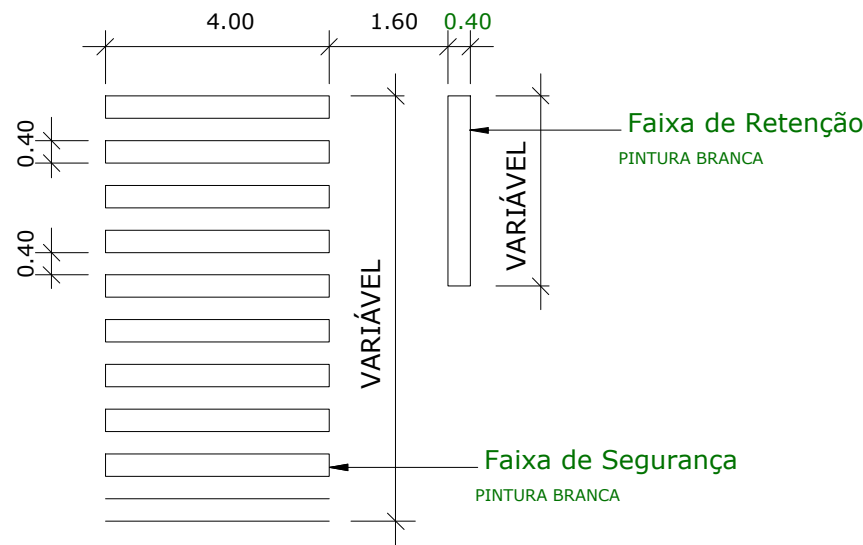 4.00
1.60
0.40
Faixa de Retenção
PINTURA BRANCA
0.40
VARIÁVEL
0.40
VARIÁVEL
Faixa de Segurança
PINTURA BRANCA